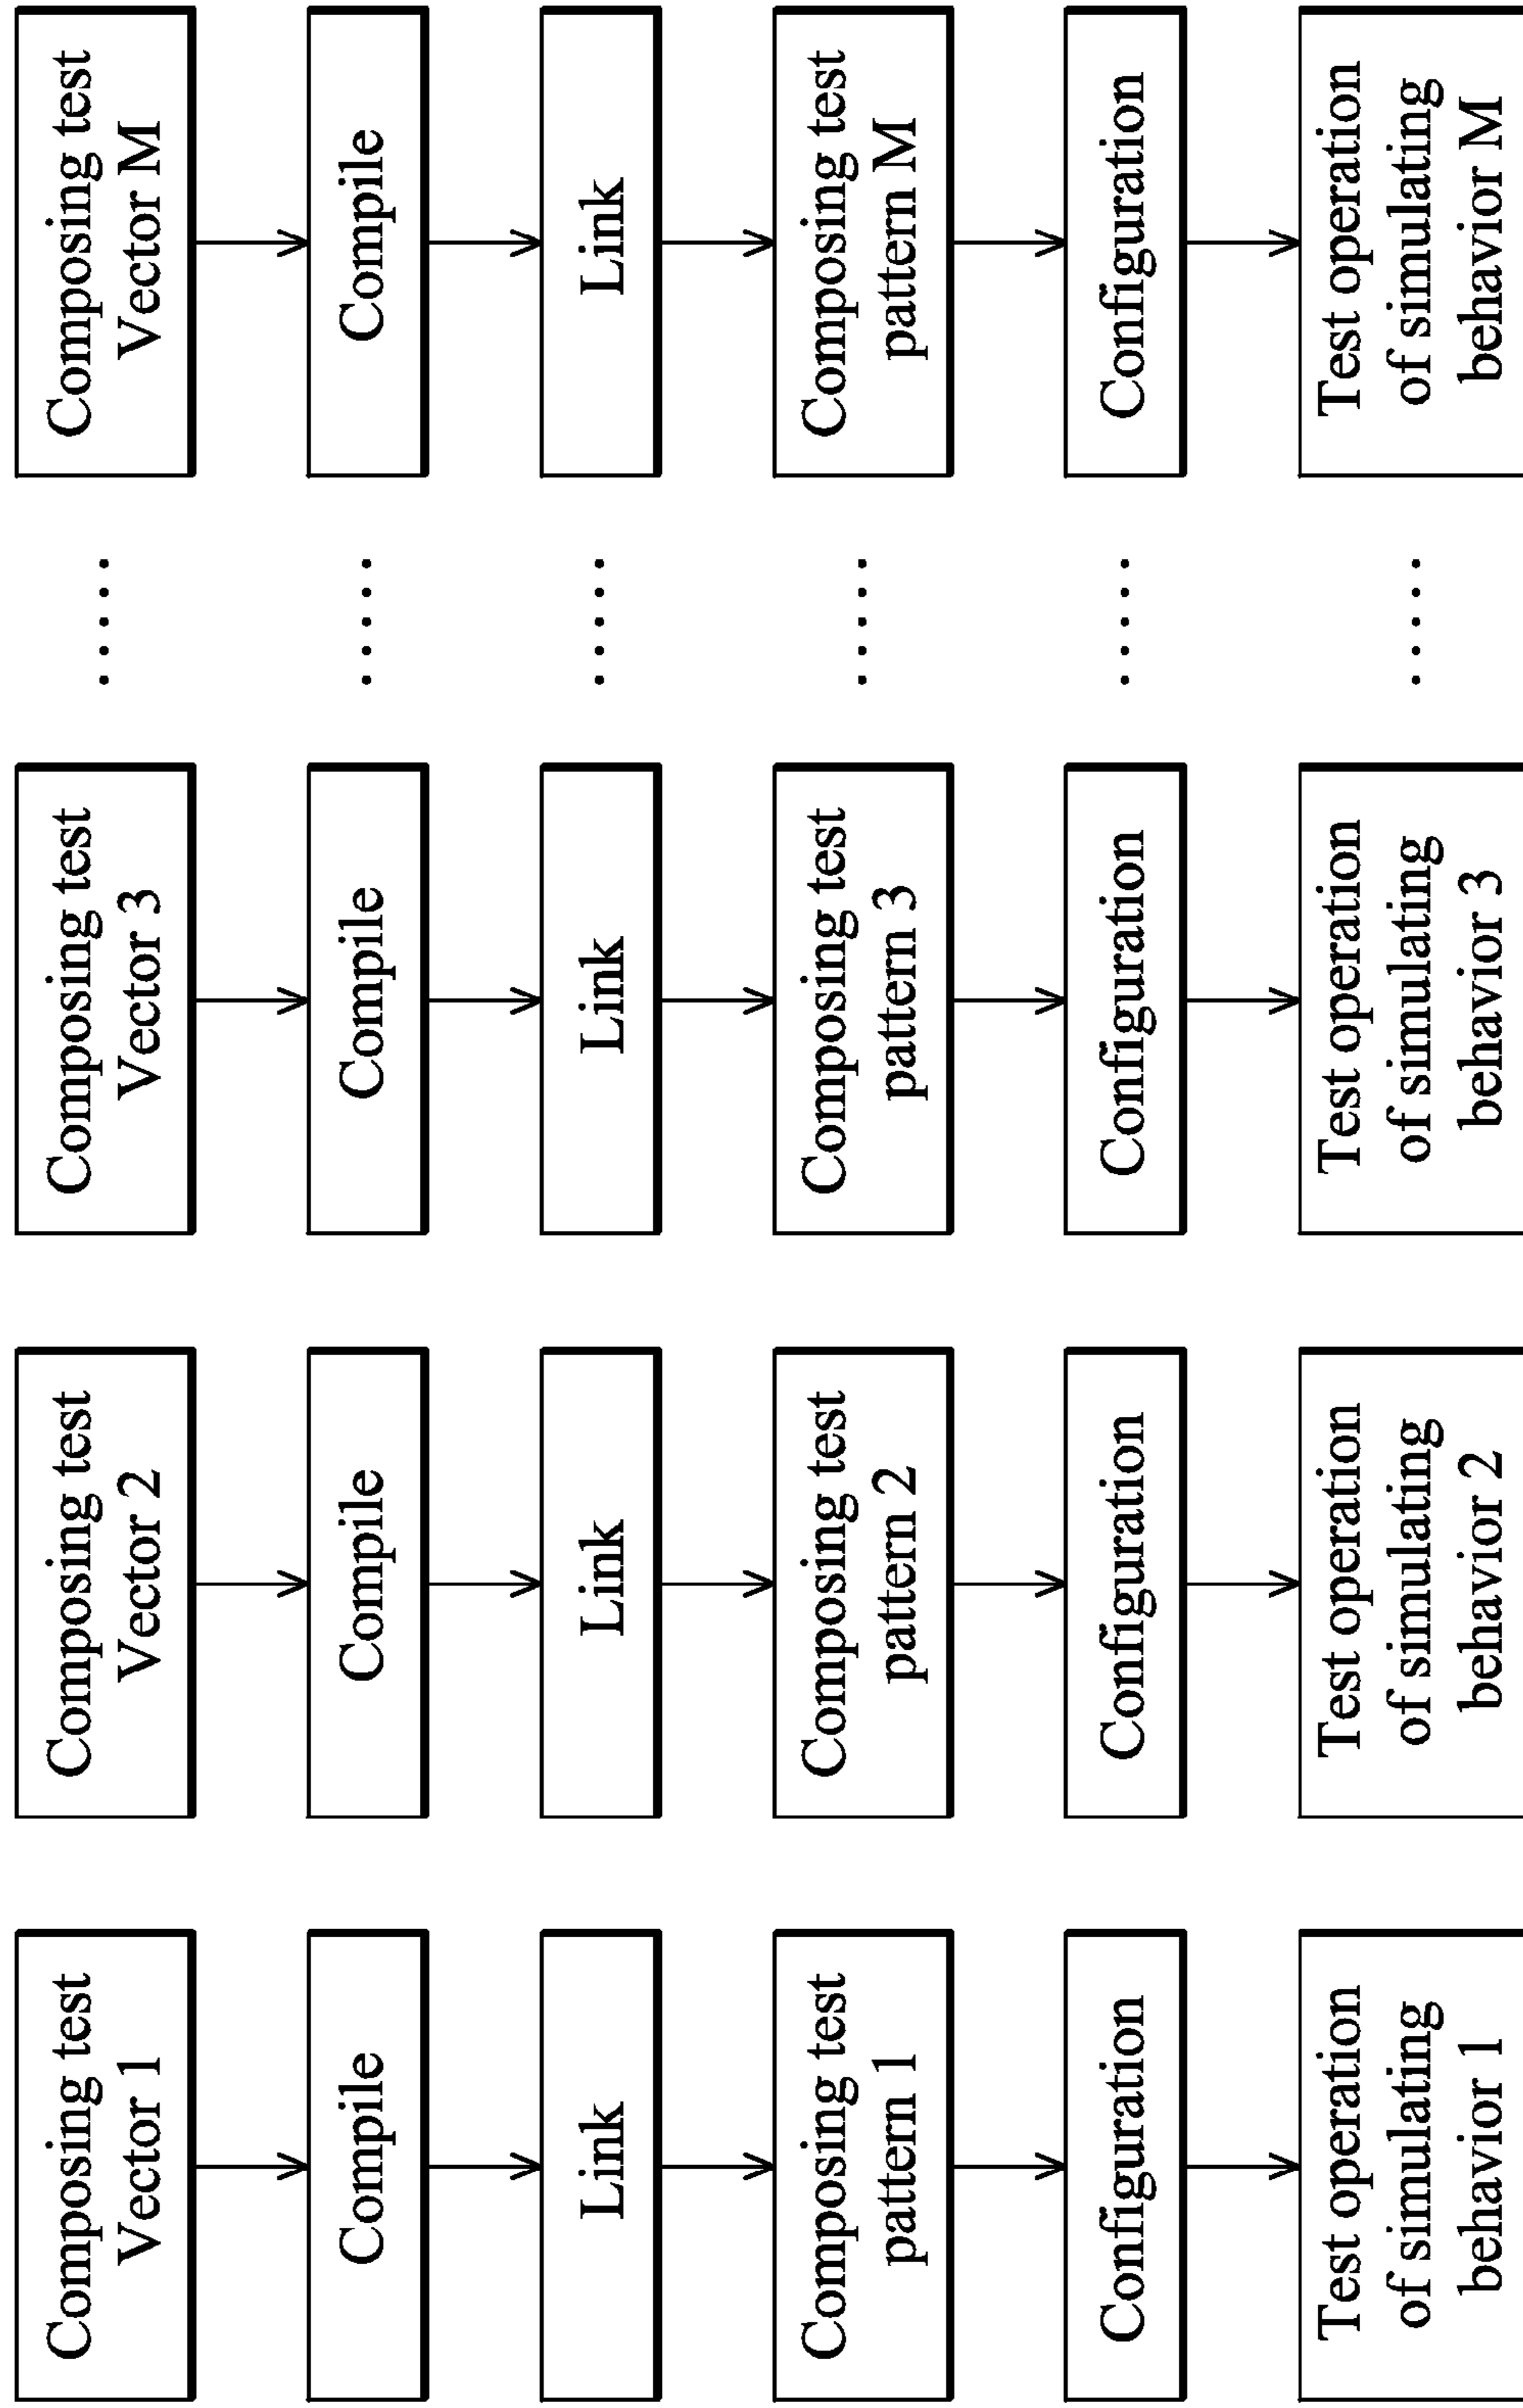 Composing test
Vector 1
Compile
Link
Composing test
pattern 1
Configuration
Test operation
of simulating
behavior 1
Composing test
Vector 2
Compile
Link
Composing test
pattern 2
Configuration
Test operation
of simulating
behavior 2
Composing test
Vector 3
Compile
Link
Composing test
pattern 3
Configuration
Test operation
of simulating
behavior 3
.....
.....
.....
.....
.....
.....
Composing test
Vector M
Compile
Link
Composing test
pattern M
Configuration
Test operation
of simulating
behavior M